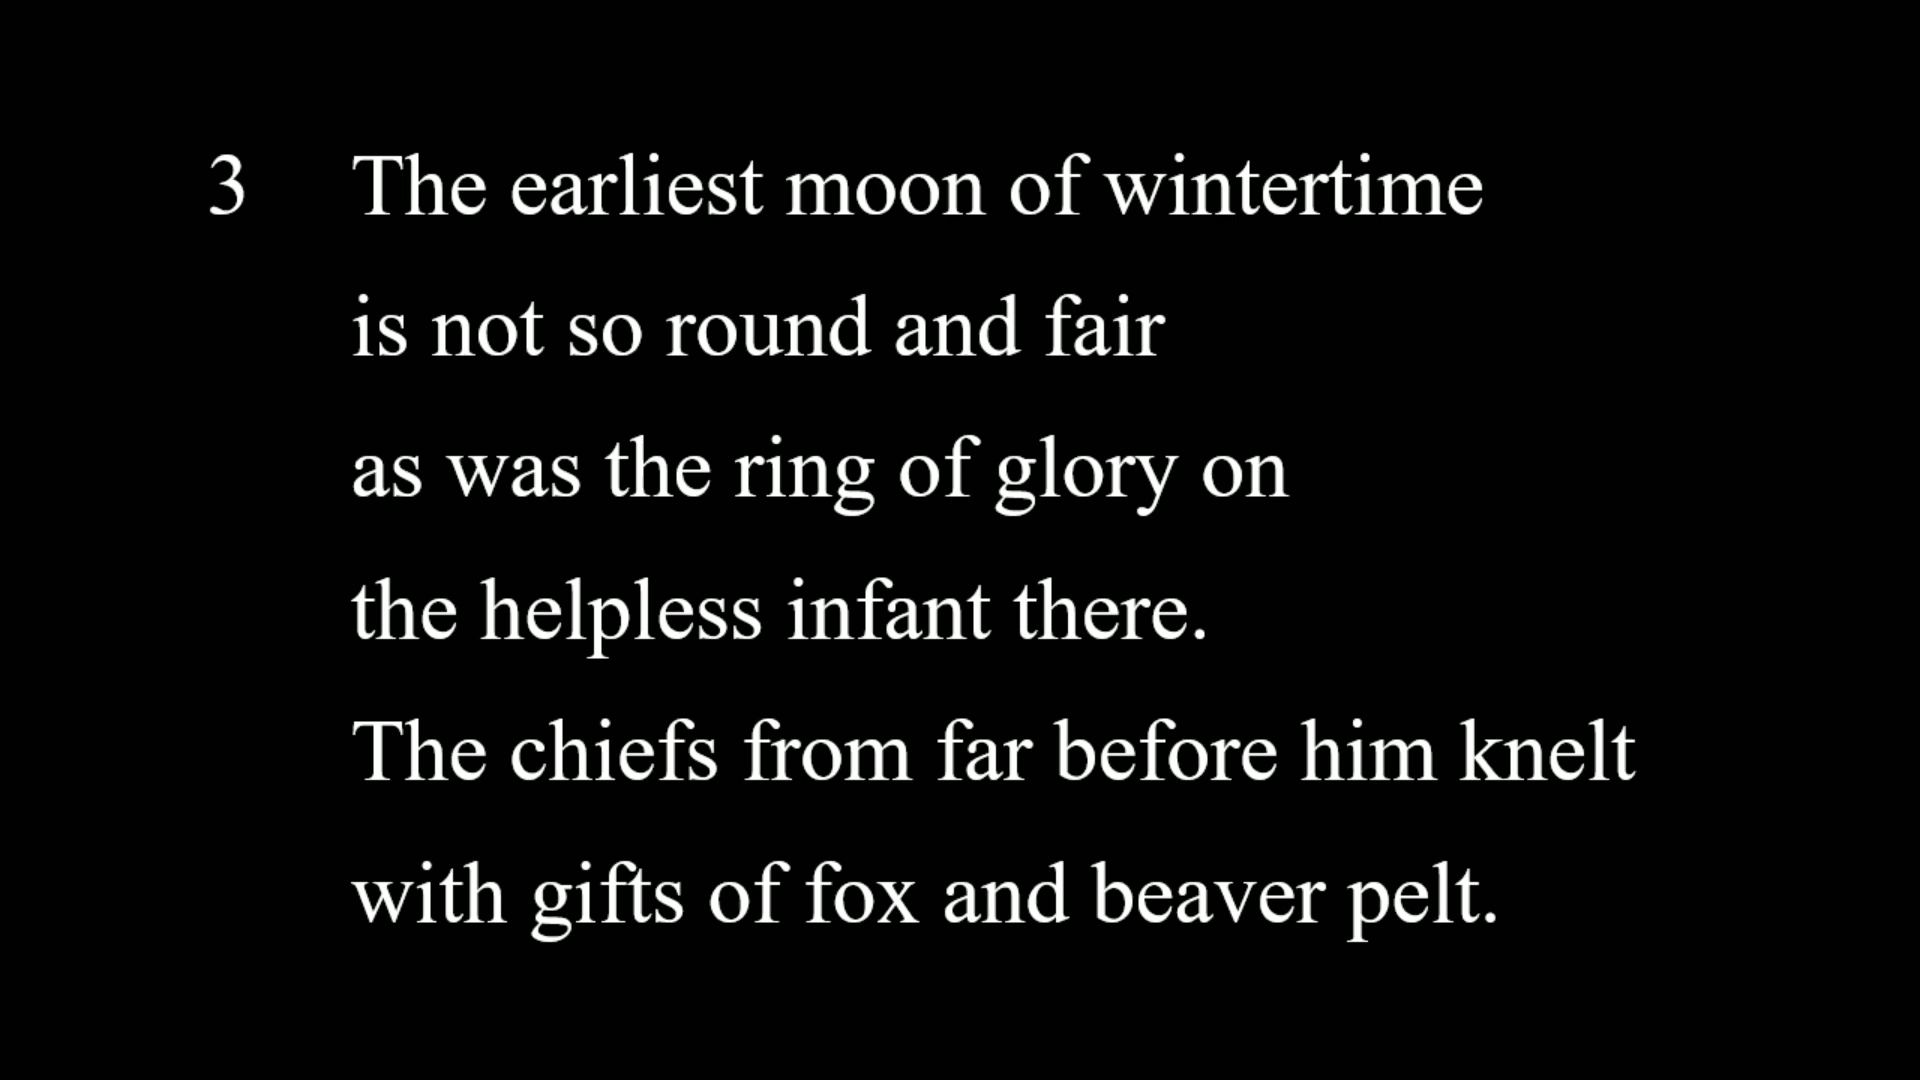 3 The earliest moon of wintertime
is not so round and fair
as was the ring of glory on
the helpless infant there.
The chiefs from far before him knelt
with gifts of fox and beaver pelt.